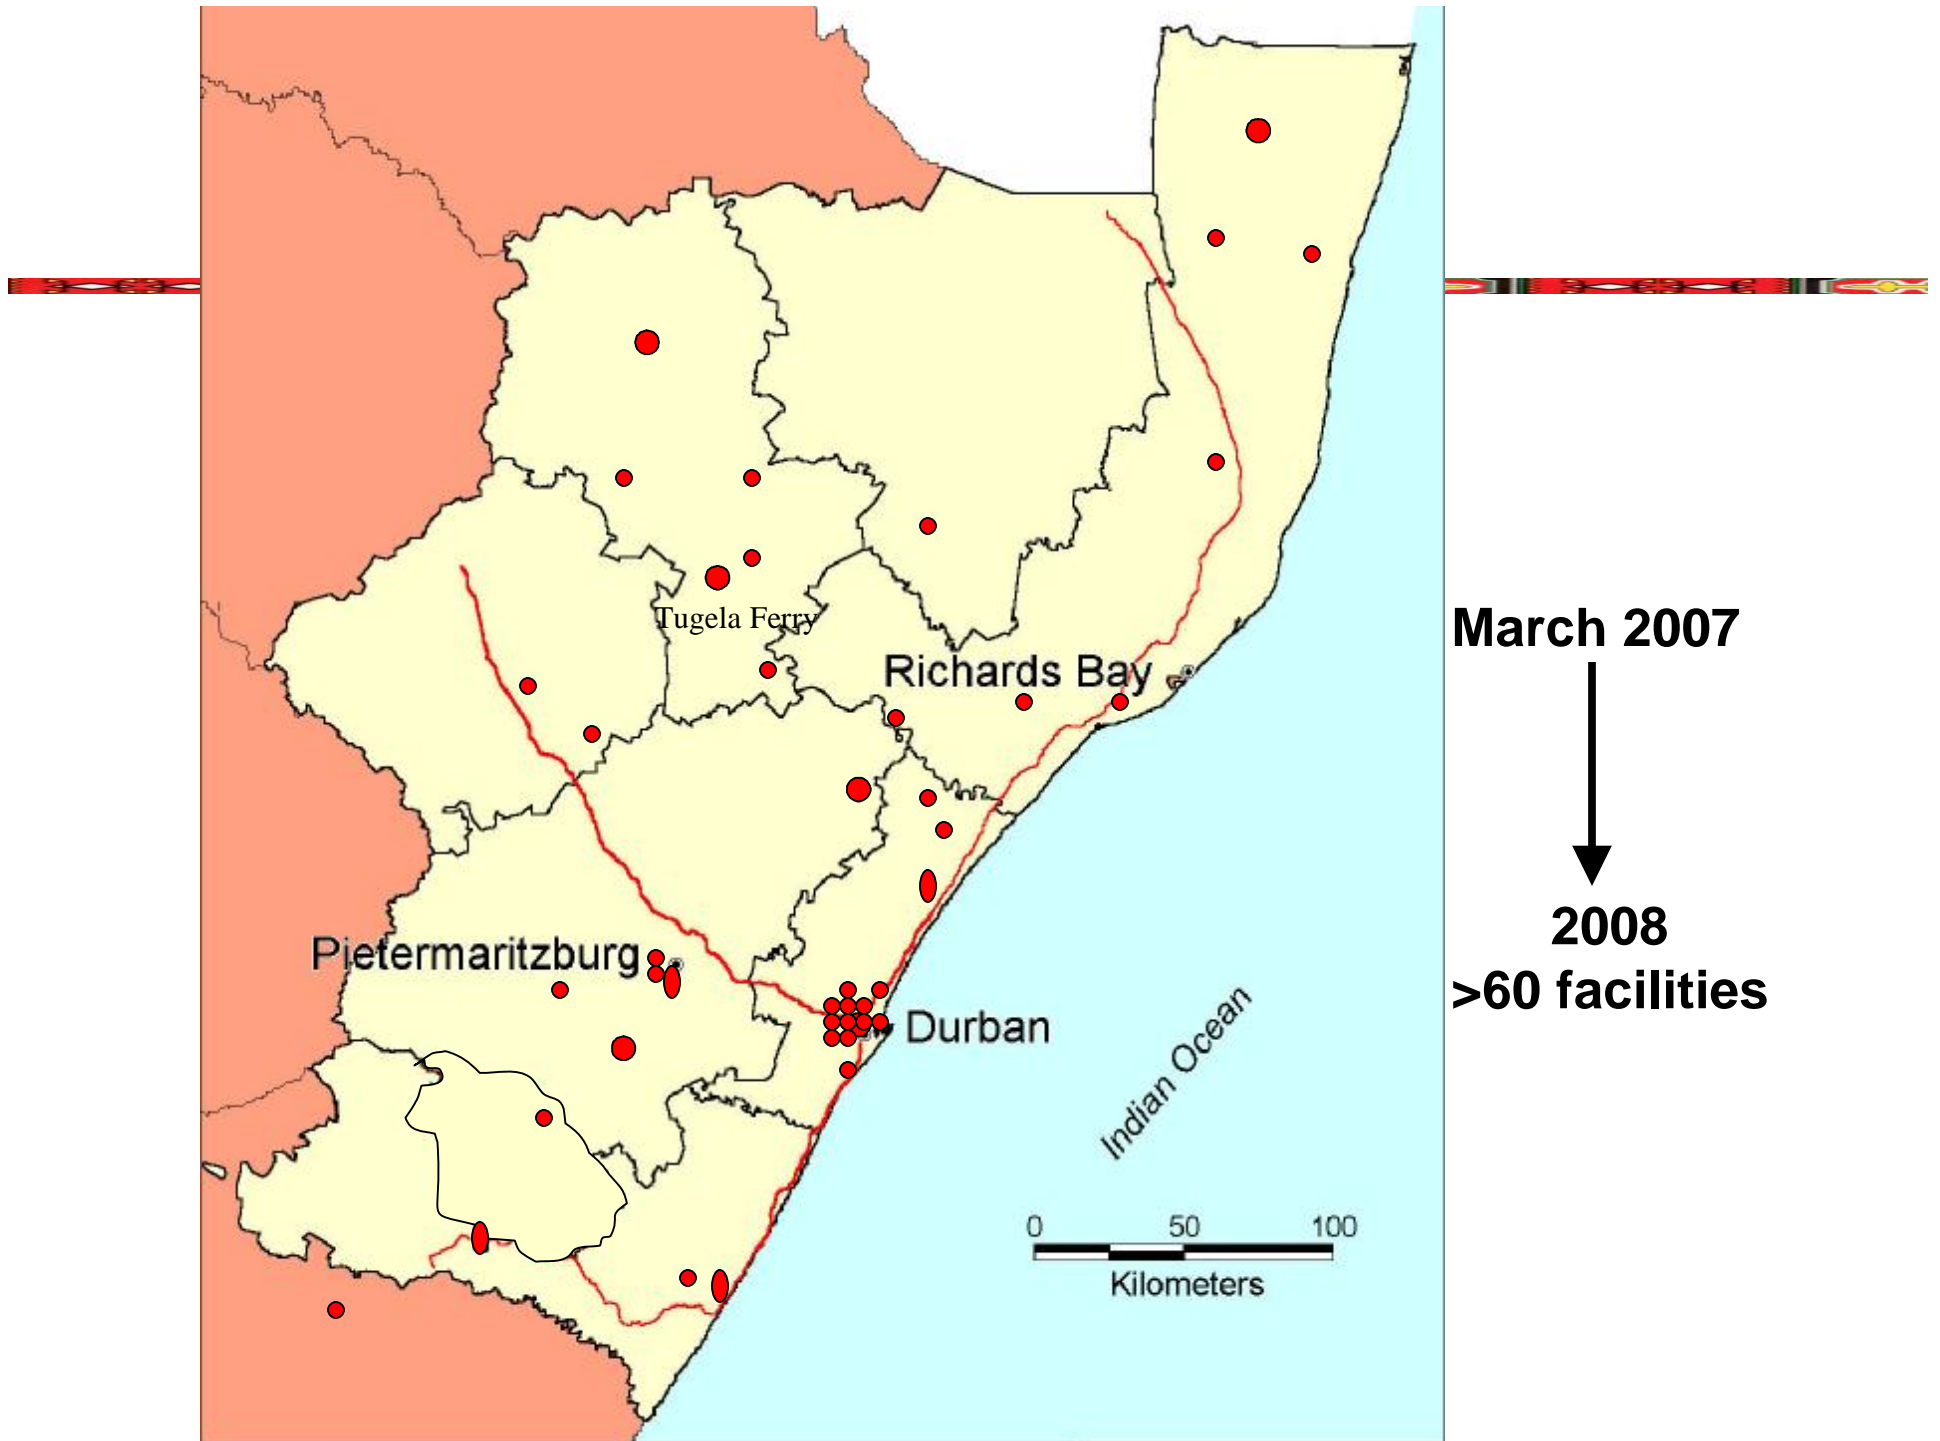 Tugela Ferry
Richards Bay
March 2007
2008
>60 facilities
Pietermaritzburg
Durban
Indian Ocean
0 50 100
Kilometers